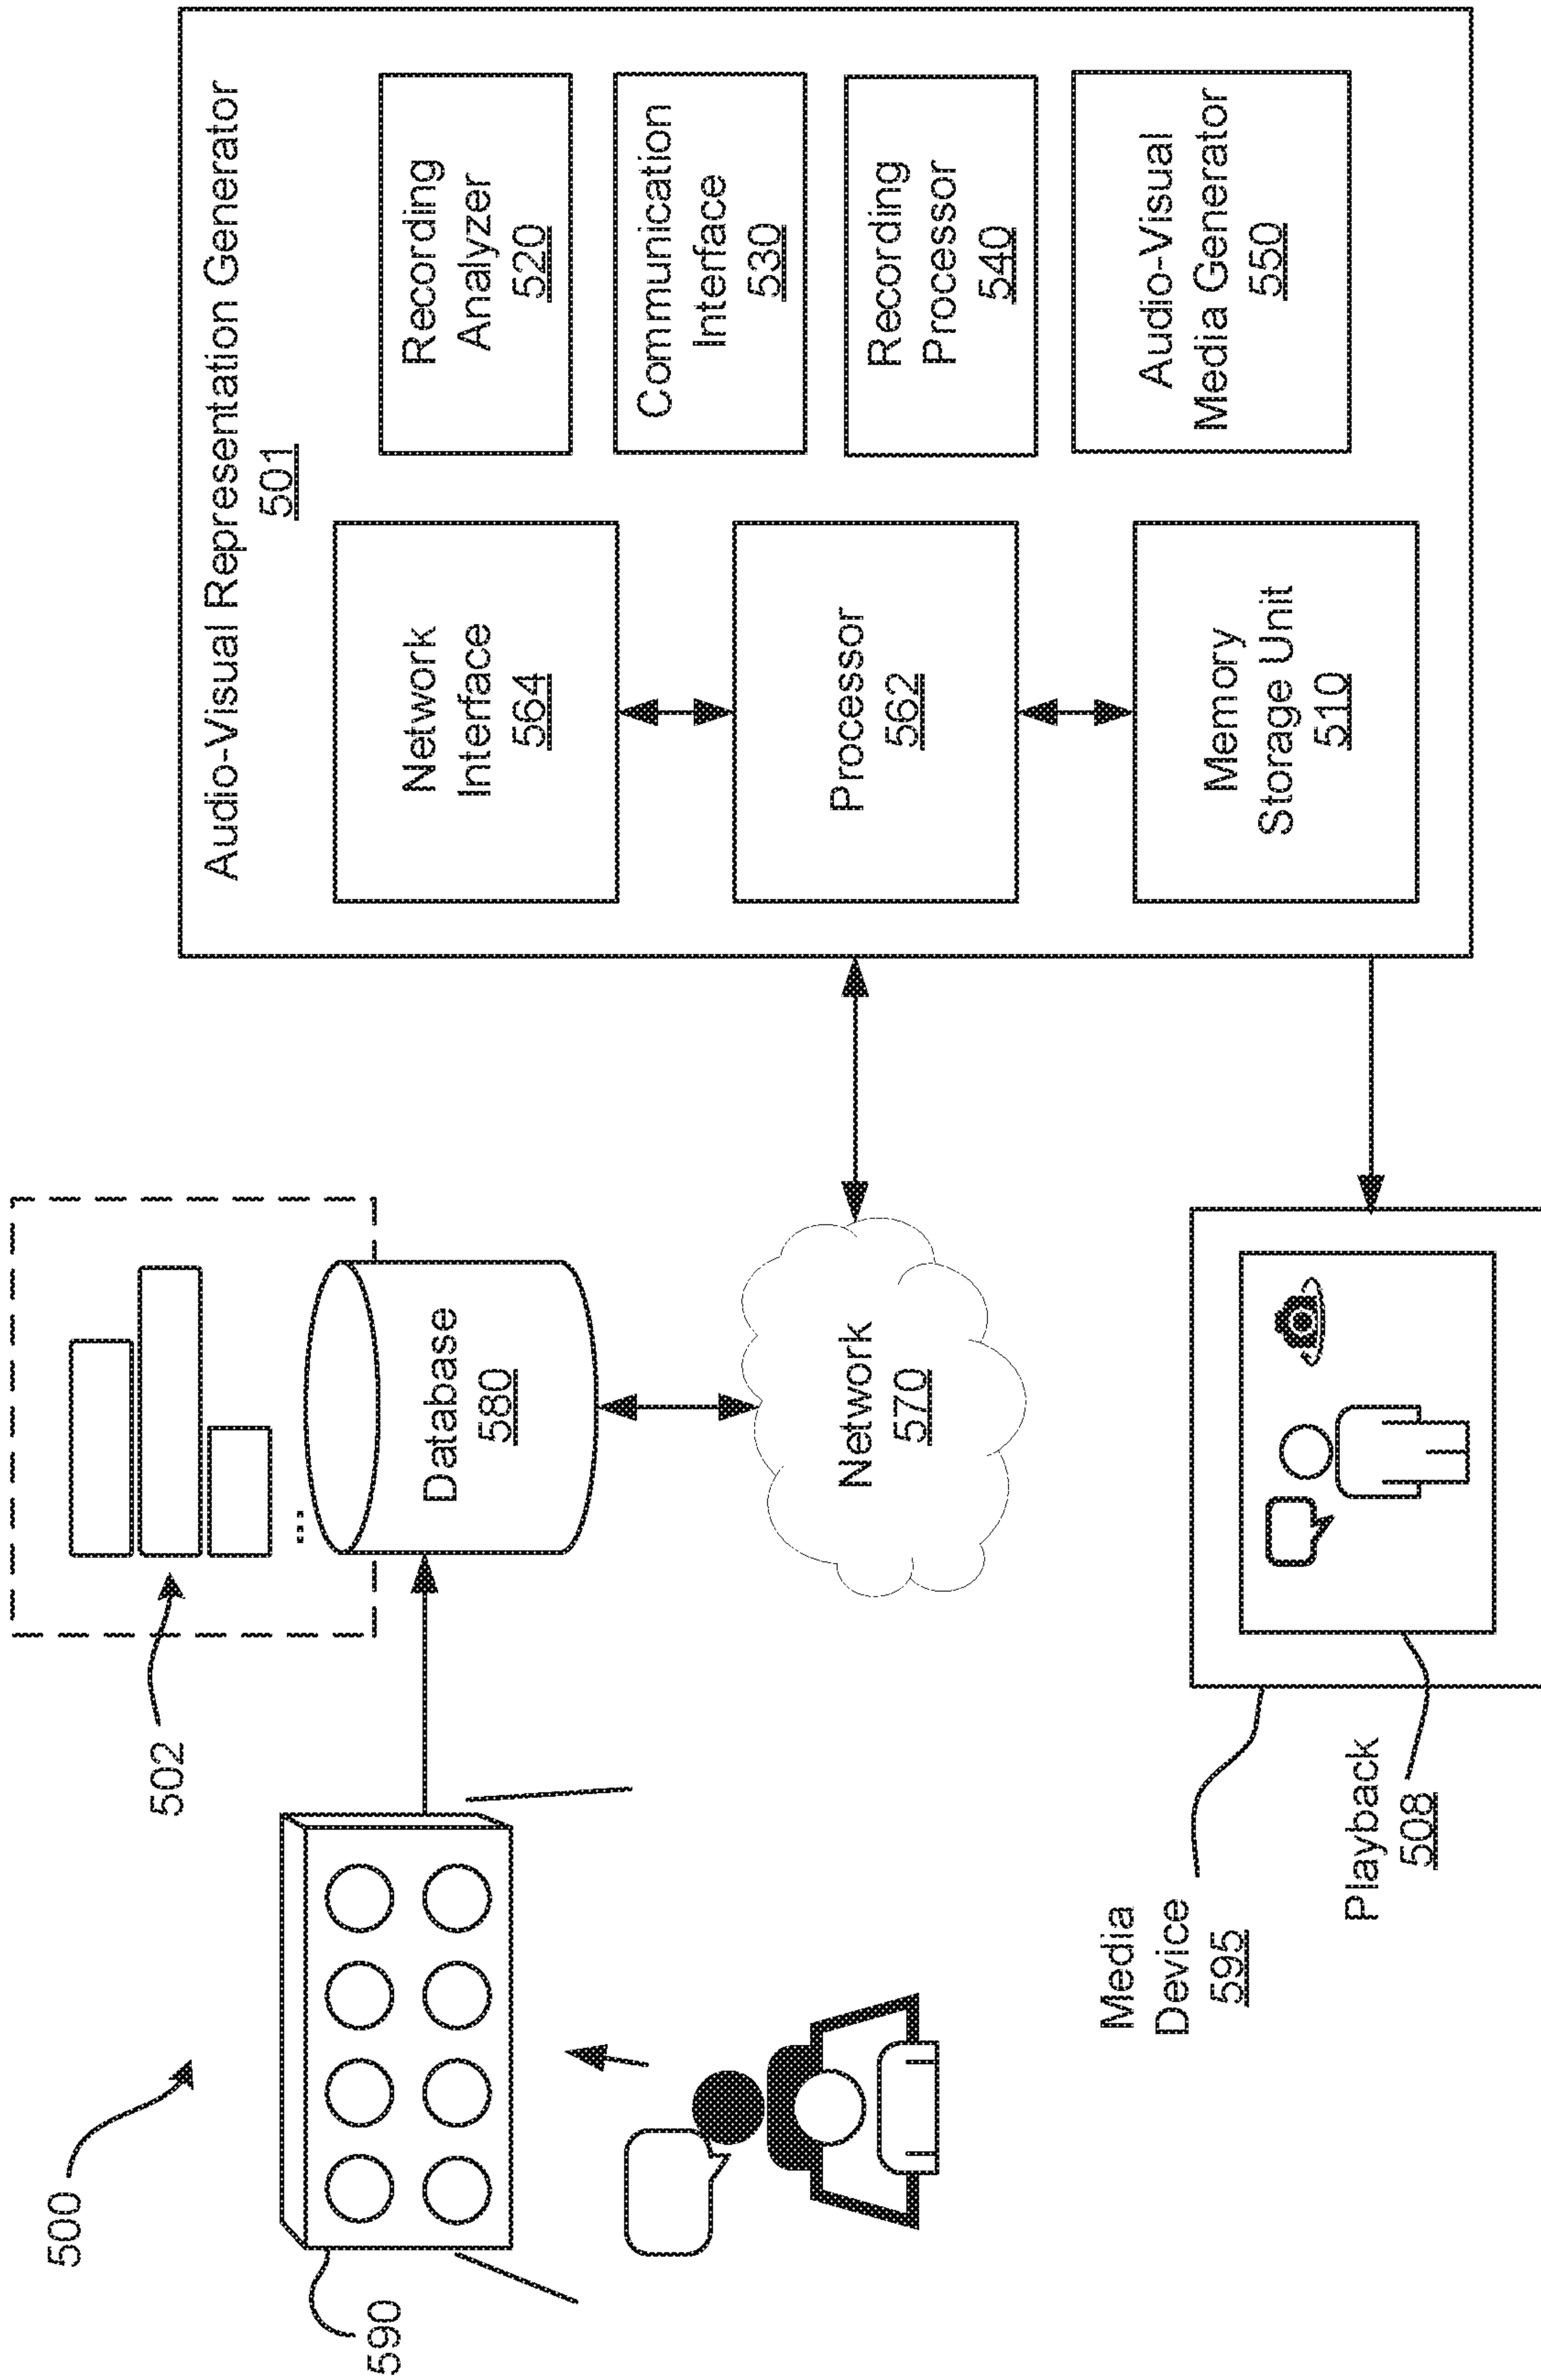 500
590
502
...
Database
580
Network
570
Media
Device
595
Playback
508
Audio-Visual Representation Generator
501
Network
Interface
564
Processor
562
Memory
Storage Unit
510
Recording
Analyzer
520
Communication
Interface
530
Recording
Processor
540
Audio-Visual
Media Generator
550